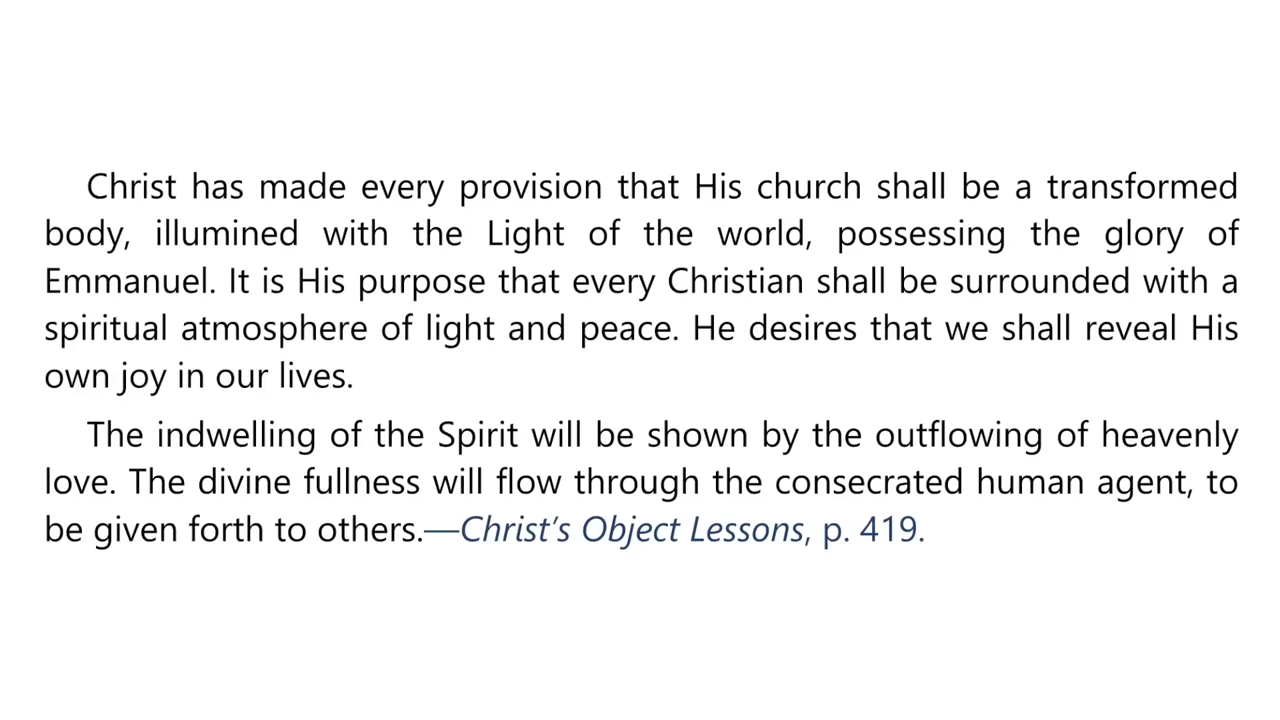 Christ has made every provision that His church shall be a transformed
body, illumined with the Light of the world, possessing the glory of
Emmanuel. It is His purpose that every Christian shall be surrounded with a
spiritual atmosphere of light and peace. He desires that we shall reveal His
own joy in our lives.
The indwelling of the Spirit will be shown by the outflowing of heavenly
love. The divine fullness will flow through the consecrated human agent, to
be given forth to others.—Christ’s Object Lessons, p. 419.